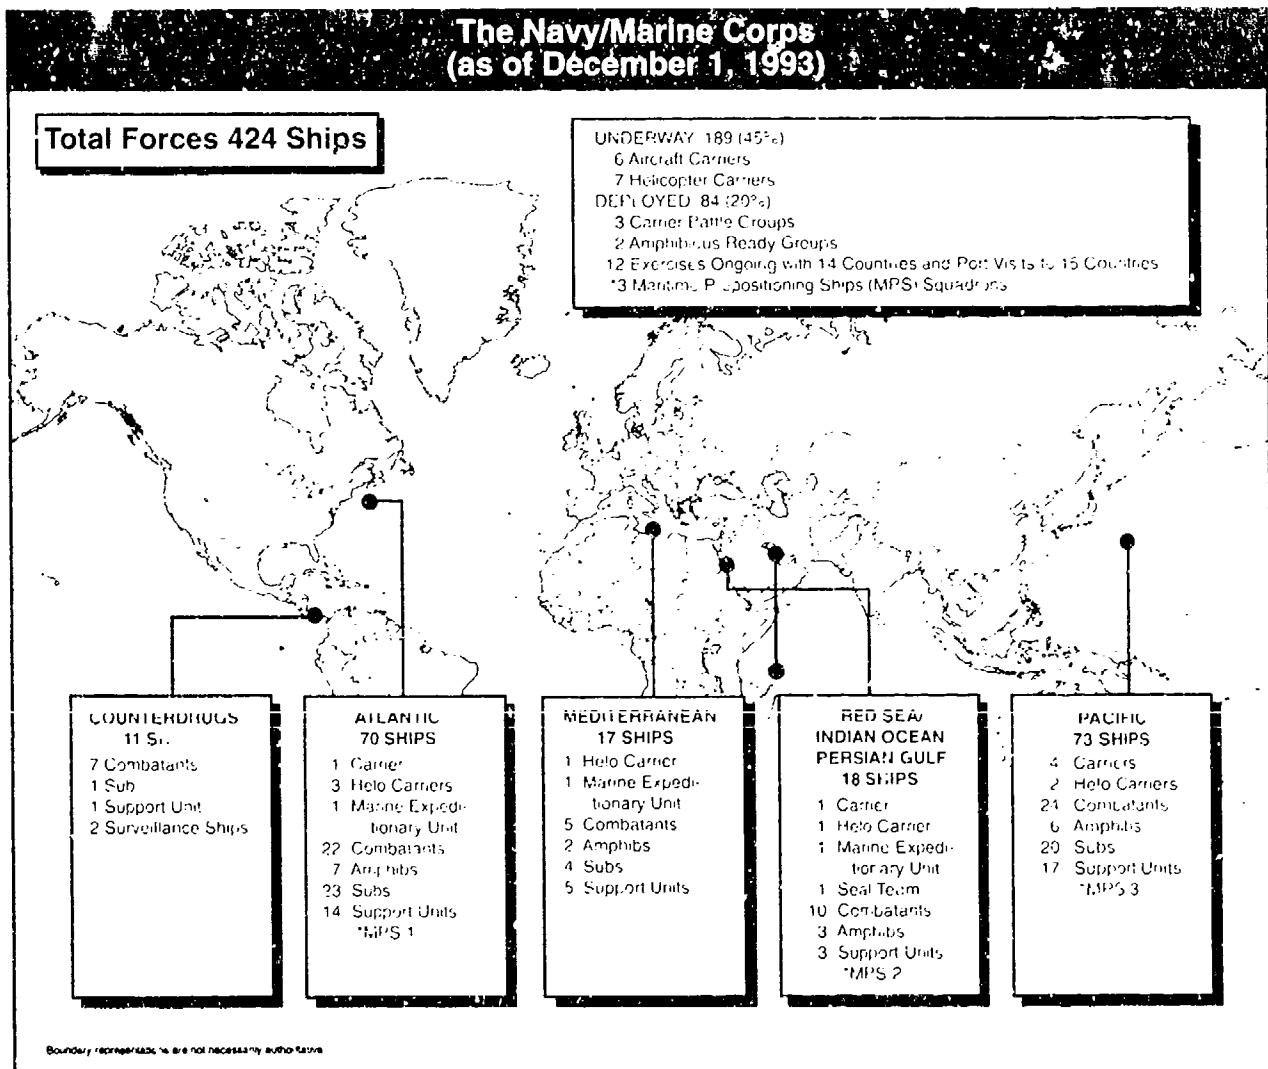 The Navy/Marine Corps
(as of December 1, 1993)
Total Forces 424 Ships
UNDERWAY 189 (45%)
6 Aircraft Carriers
7 Helicopter Carriers
DEPLOYED 84 (20%)
3 Carrier Battle Groups
2 Amphibious Ready Groups
12 Exercises Ongoing with 14 Countries and Port Visits to 15 Countries
*3 Maritime Prepositioning Ships (MPS) Squadrons
COUNTERDRUGS
11
7 Combatants
1 Sub
1 Support Unit
2 Surveillance Ships
ATLANTIC
70 SHIPS
1 Carrier
3 Helo Carriers
1 Marine Expedi-
tionary Unit
22 Combatants
7 Amphibs
23 Subs
14 Support Units
*MPS 1
MEDITERRANEAN
17 SHIPS
1 Helo Carrier
1 Marine Expedi-
tionary Unit
5 Combatants
2 Amphibs
4 Subs
5 Support Units
RED SEA/
INDIAN OCEAN
PERSIAN GULF
18 SHIPS
1 Carrier
1 Helo Carrier
1 Marine Expedi-
tionary Unit
1 Seal Team
10 Combatants
3 Amphibs
3 Support Units
*MPS 2
PACIFIC
73 SHIPS
4 Carriers
2 Helo Carriers
24 Combatants
6 Amphibs
20 Subs
17 Support Units
*MPS 3
Boundary representations are not necessarily authoritative